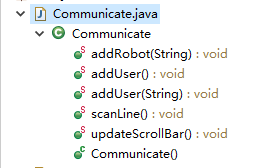 Communicate.java
Communicate
addRobot(String) : void
addUser() : void
addUser(String) : void
scanLine() : void
updateScrollBar() : void
Communicate()